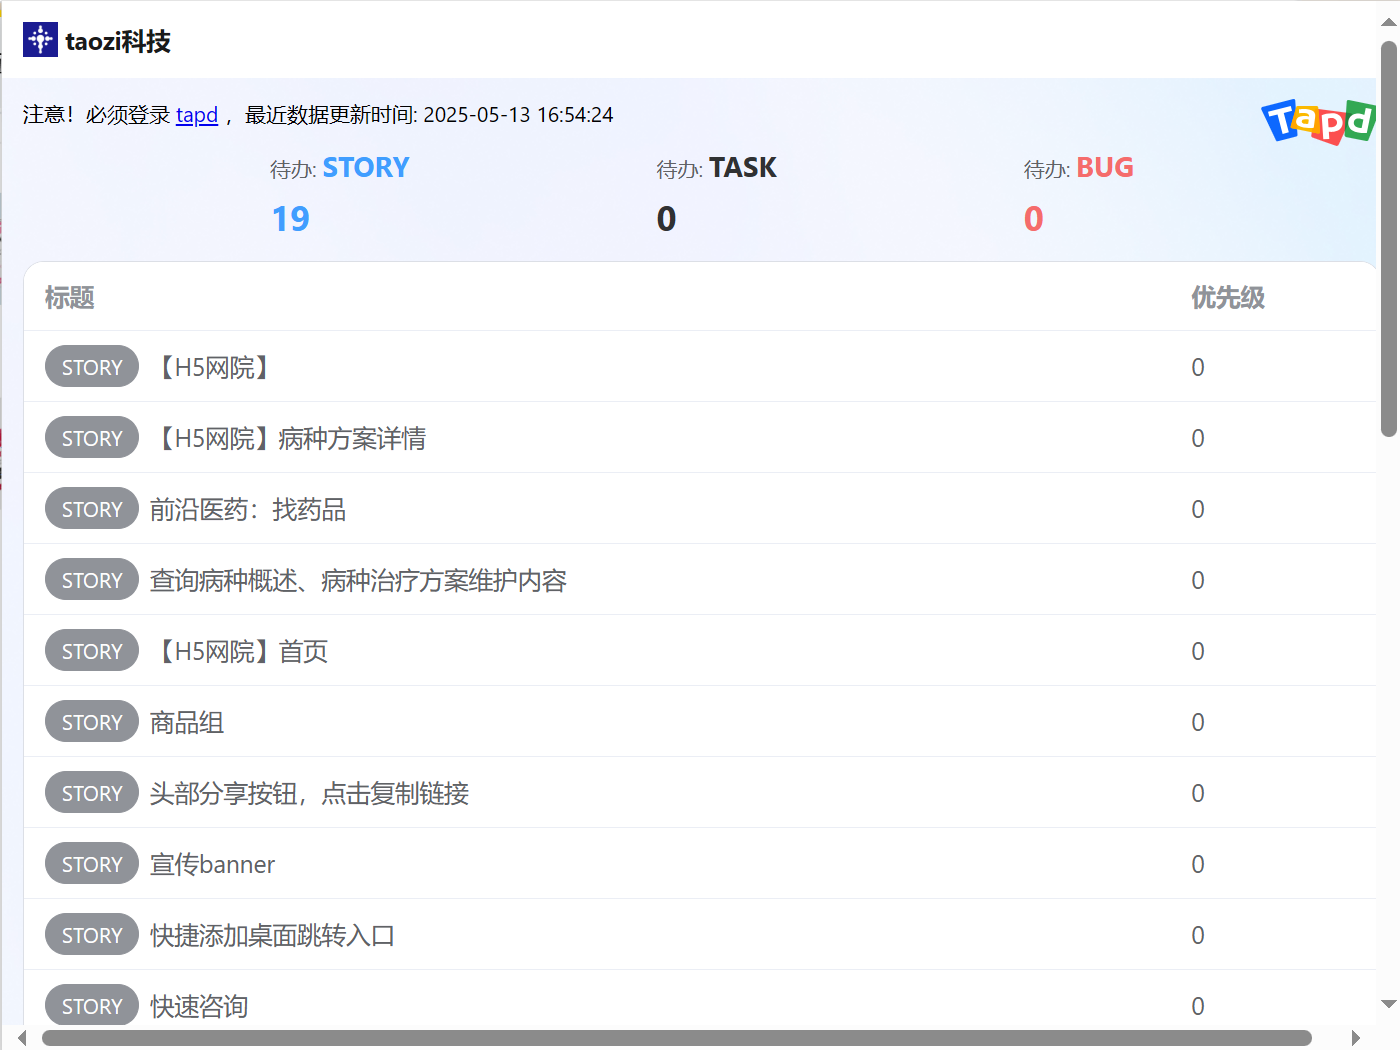 taozi科技
注意！必须登录 tapd ，最近数据更新时间: 2025-05-13 16:54:24
Tapd
待办: STORY 待办: TASK 待办: BUG
19 0 0
标题 优先级
STORY 【H5网院】 0
STORY 【H5网院】病种方案详情 0
STORY 前沿医药：找药品 0
STORY 查询病种概述、病种治疗方案维护内容 0
STORY 【H5网院】首页 0
STORY 商品组 0
STORY 头部分享按钮，点击复制链接 0
STORY 宣传banner 0
STORY 快捷添加桌面跳转入口 0
STORY 快速咨询 0